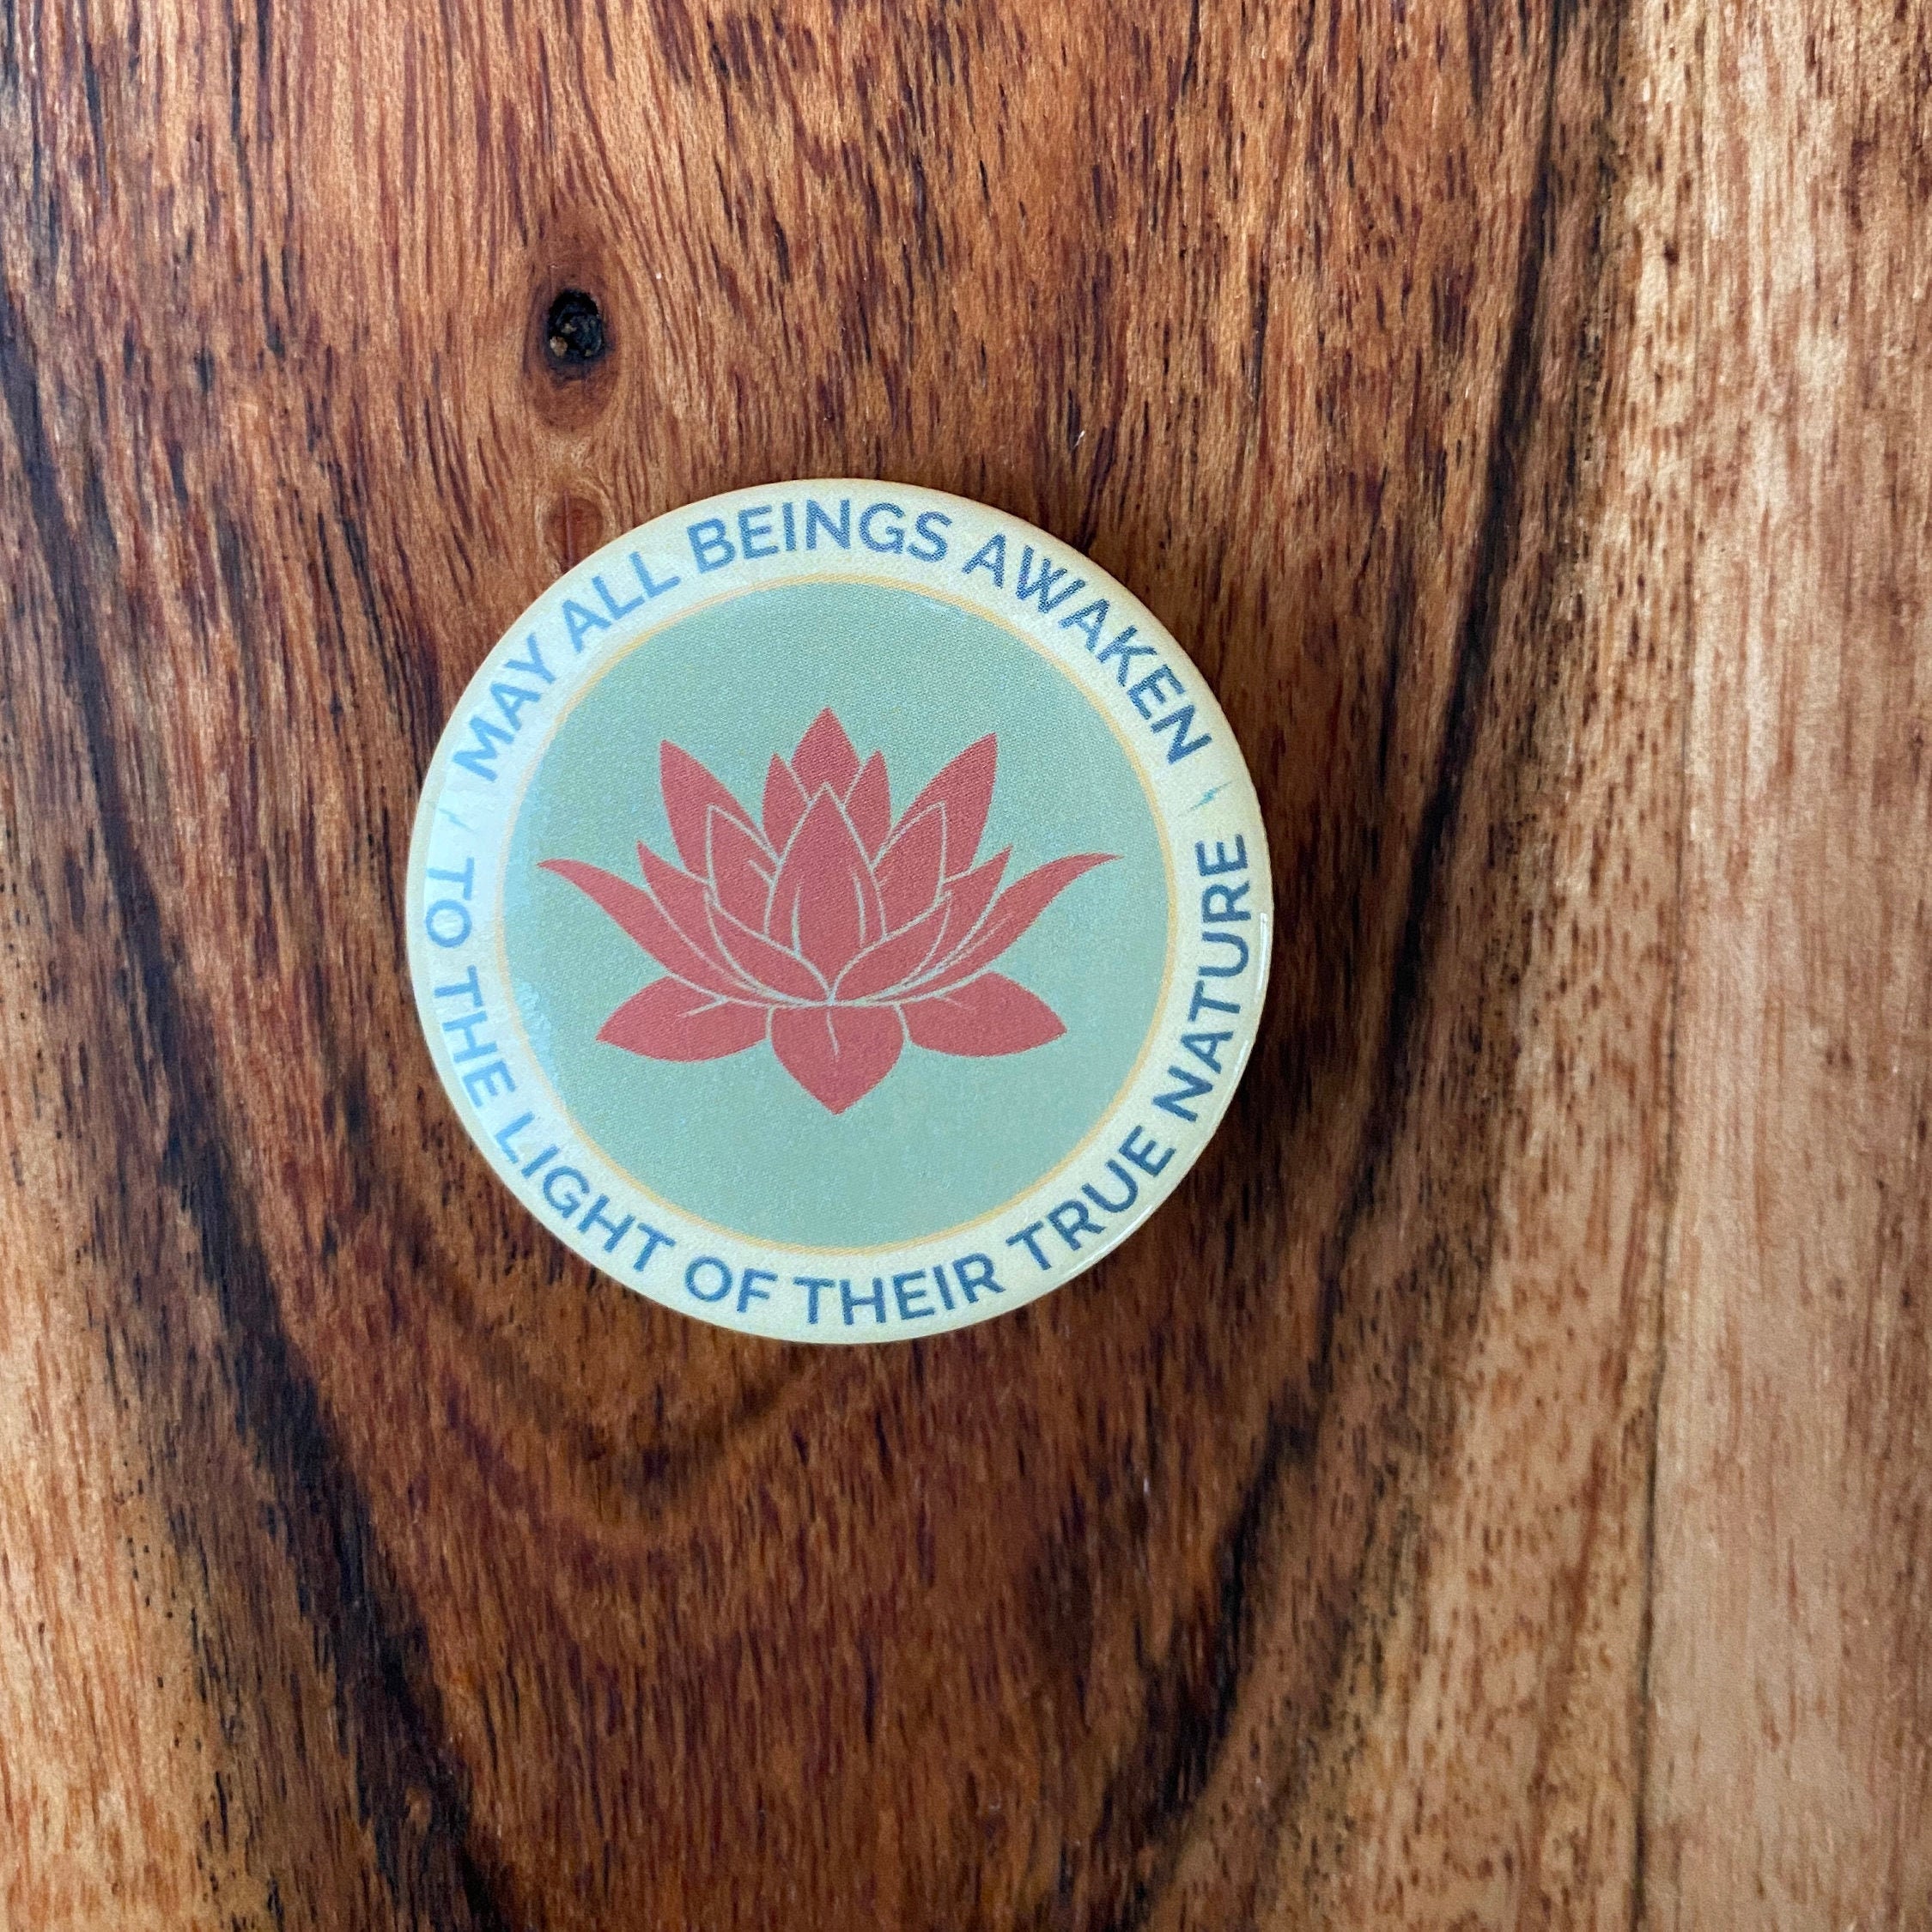 MAY ALL BEINGS AWAKEN
TO THE LIGHT OF THEIR TRUE NATURE